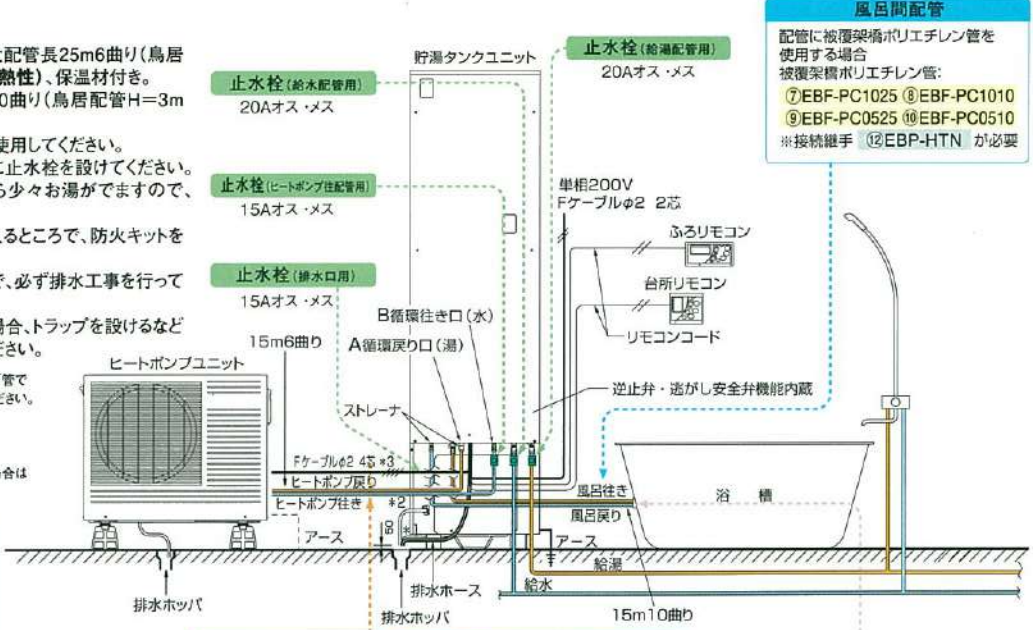 配管長25m6曲り(鳥居
熱性)、保温材付き。
0曲り(鳥居配管H=3m
使用してください。
に止水栓を設けてください。
ら少々お湯がでますので、
るところで、防火キットを
で、必ず排水工事を行って
場合、トラップを設けるなど
ださい。
管で
ださい。
合は
貯湯タンクユニット
止水栓(給水配管用)
20Aオス・メス
止水栓(給湯配管用)
20Aオス・メス
止水栓(ヒートポンプ往配管用)
15Aオス・メス
止水栓(排水口用)
15Aオス・メス
風呂間配管
配管に被覆架橋ポリエチレン管を
使用する場合
被覆架橋ポリエチレン管:
⑦EBF-PC1025 ⑧EBF-PC1010
⑨EBF-PC0525 ⑩EBF-PC0510
※接続継手 ⑫EBP-HTN が必要
単相200V
Fケーブルφ2 2芯
ふろリモコン
台所リモコン
リモコンコード
B循環往き口(水)
A循環戻り口(湯)
15m6曲り
ヒートポンプユニット
逆止弁・逃がし安全弁機能内蔵
ストレーナ
Fケーブルφ2 4芯 *3
ヒートポンプ戻り
ヒートポンプ往き
*2
*1
50
風呂往き
風呂戻り
浴槽
アース
アース
給湯
給水
排水ホッパ
排水ホース
排水ホッパ
15m10曲り